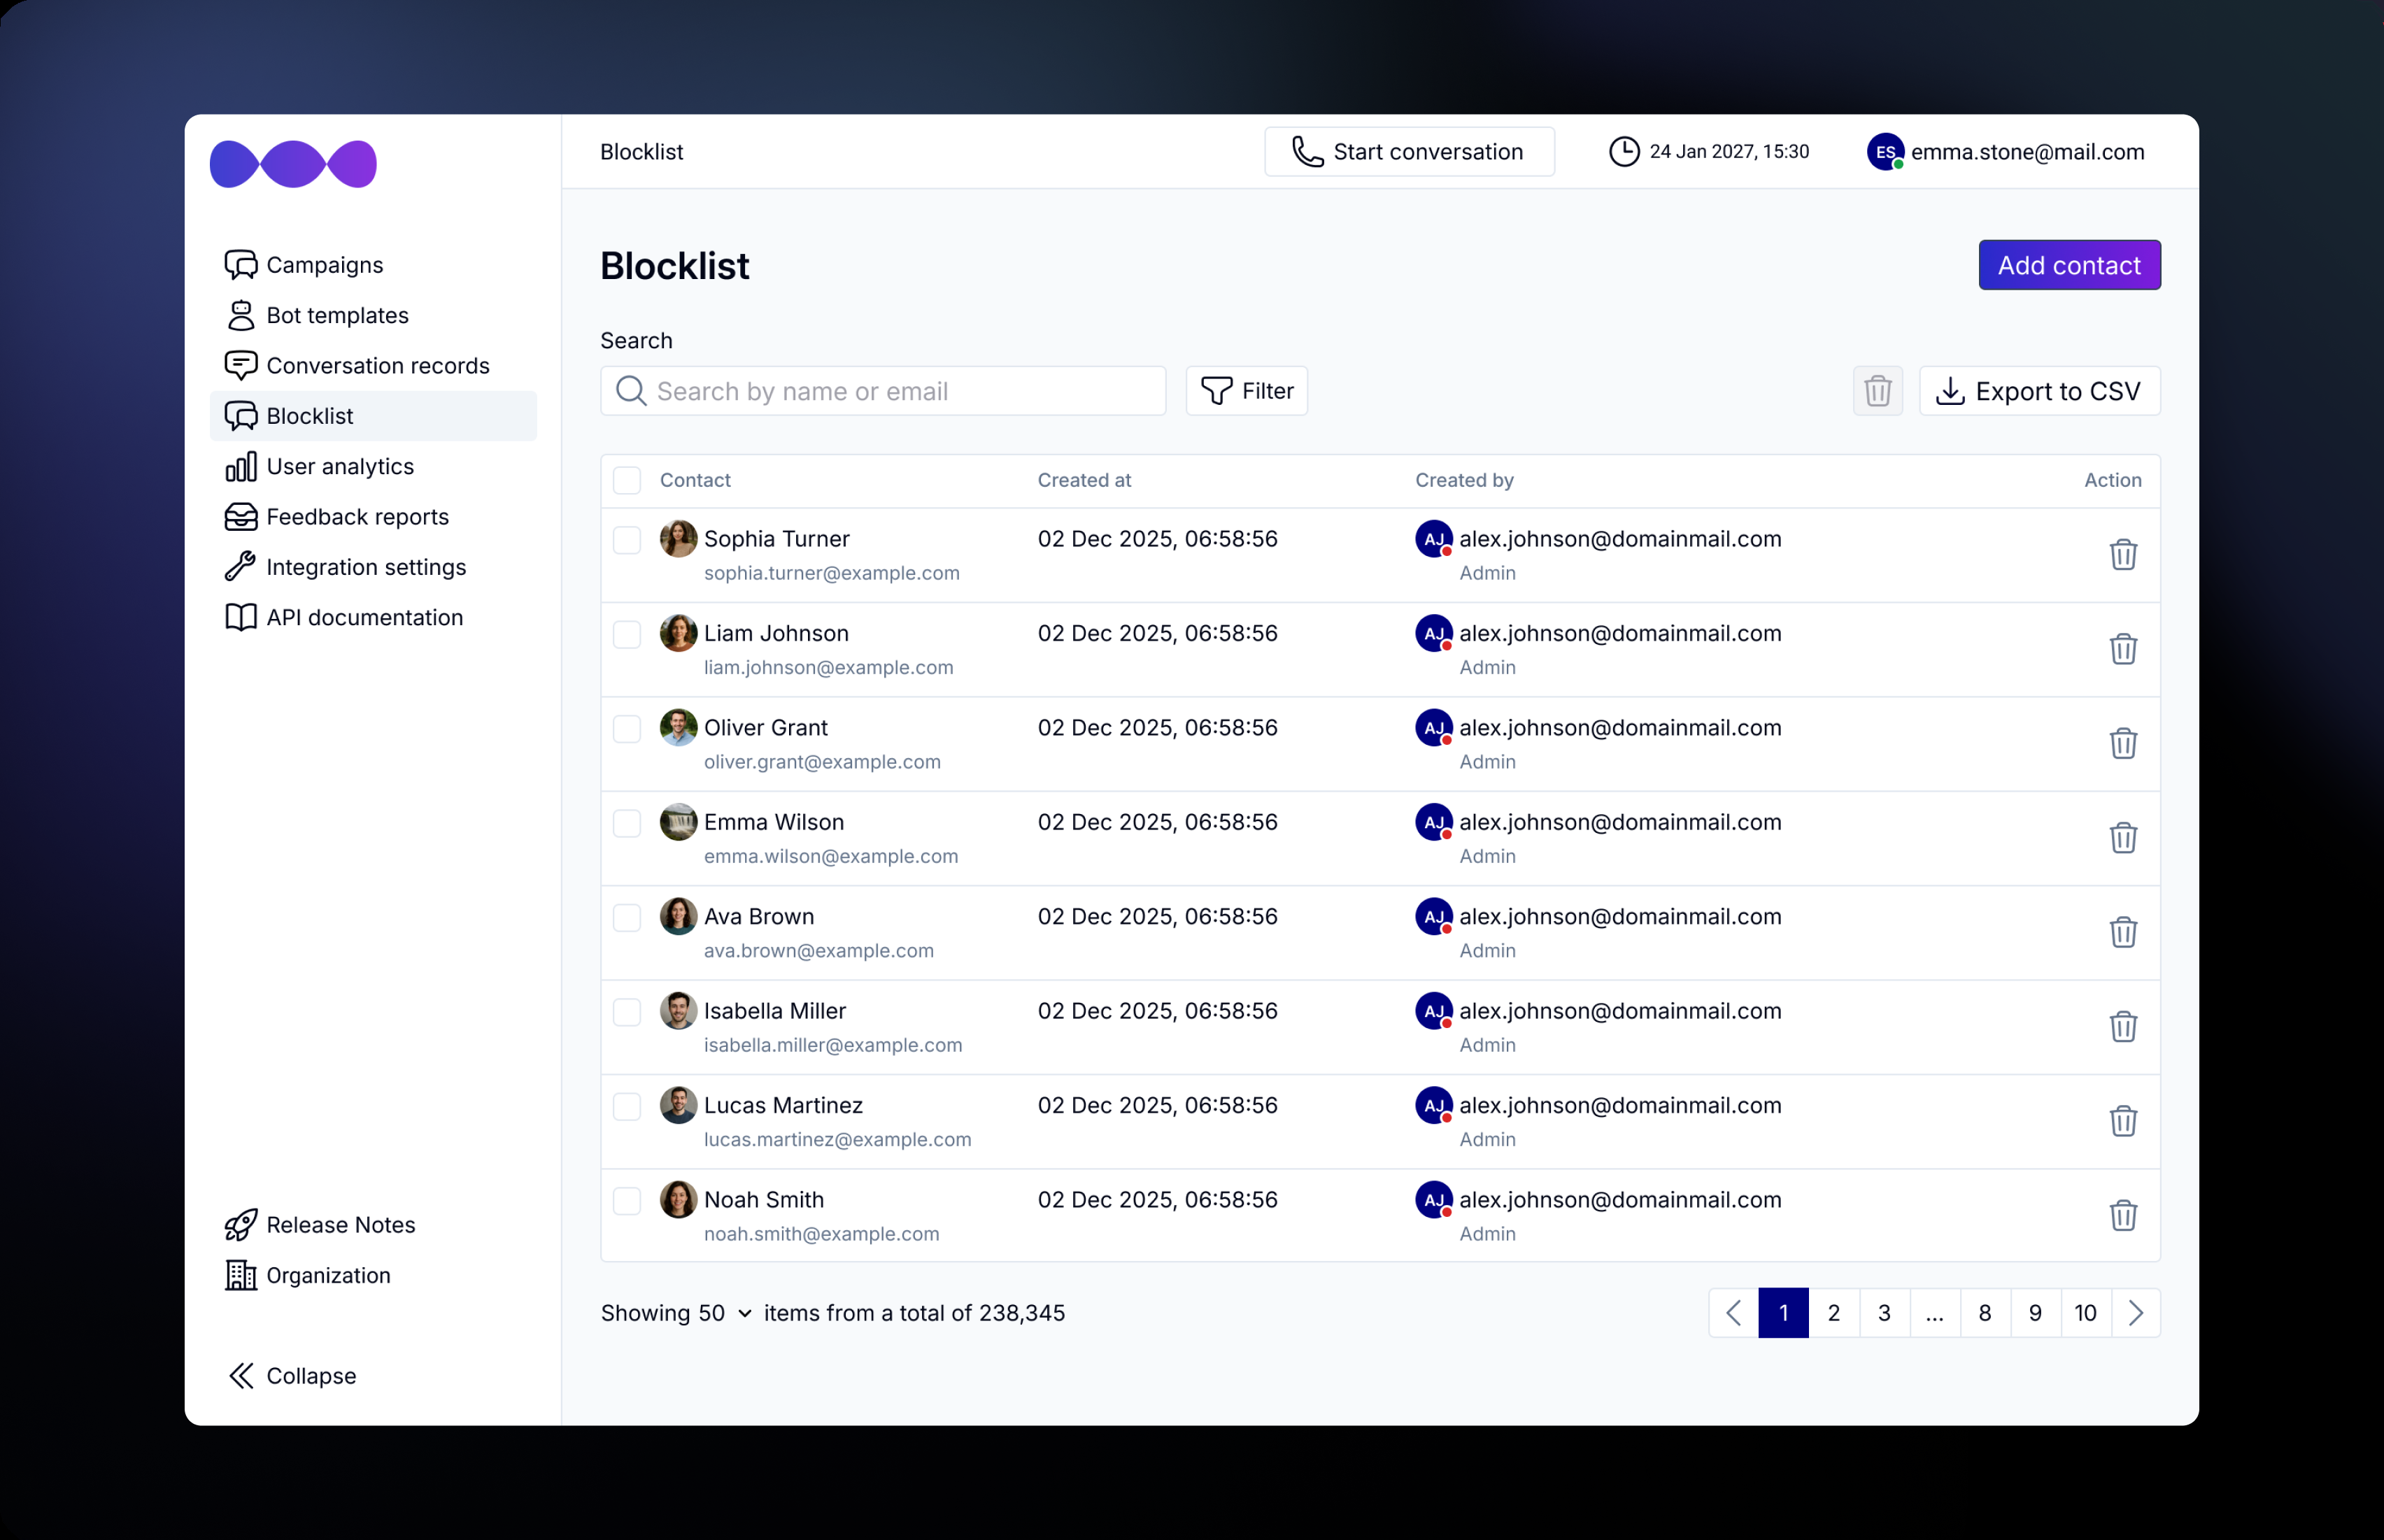 Blocklist
Start conversation
24 Jan 2027, 15:30
ES
emma.stone@mail.com
Campaigns
Bot templates
Conversation records
Blocklist
User analytics
Feedback reports
Integration settings
API documentation
Release Notes
Organization
Collapse
Blocklist
Add contact
Search
Search by name or email
Filter
Export to CSV
Contact Created at Created by Action
Sophia Turner 02 Dec 2025, 06:58:56 AJ alex.johnson@domainmail.com
sophia.turner@example.com Admin
Liam Johnson 02 Dec 2025, 06:58:56 AJ alex.johnson@domainmail.com
liam.johnson@example.com Admin
Oliver Grant 02 Dec 2025, 06:58:56 AJ alex.johnson@domainmail.com
oliver.grant@example.com Admin
Emma Wilson 02 Dec 2025, 06:58:56 AJ alex.johnson@domainmail.com
emma.wilson@example.com Admin
Ava Brown 02 Dec 2025, 06:58:56 AJ alex.johnson@domainmail.com
ava.brown@example.com Admin
Isabella Miller 02 Dec 2025, 06:58:56 AJ alex.johnson@domainmail.com
isabella.miller@example.com Admin
Lucas Martinez 02 Dec 2025, 06:58:56 AJ alex.johnson@domainmail.com
lucas.martinez@example.com Admin
Noah Smith 02 Dec 2025, 06:58:56 AJ alex.johnson@domainmail.com
noah.smith@example.com Admin
Showing 50 items from a total of 238,345
1 2 3 ... 8 9 10